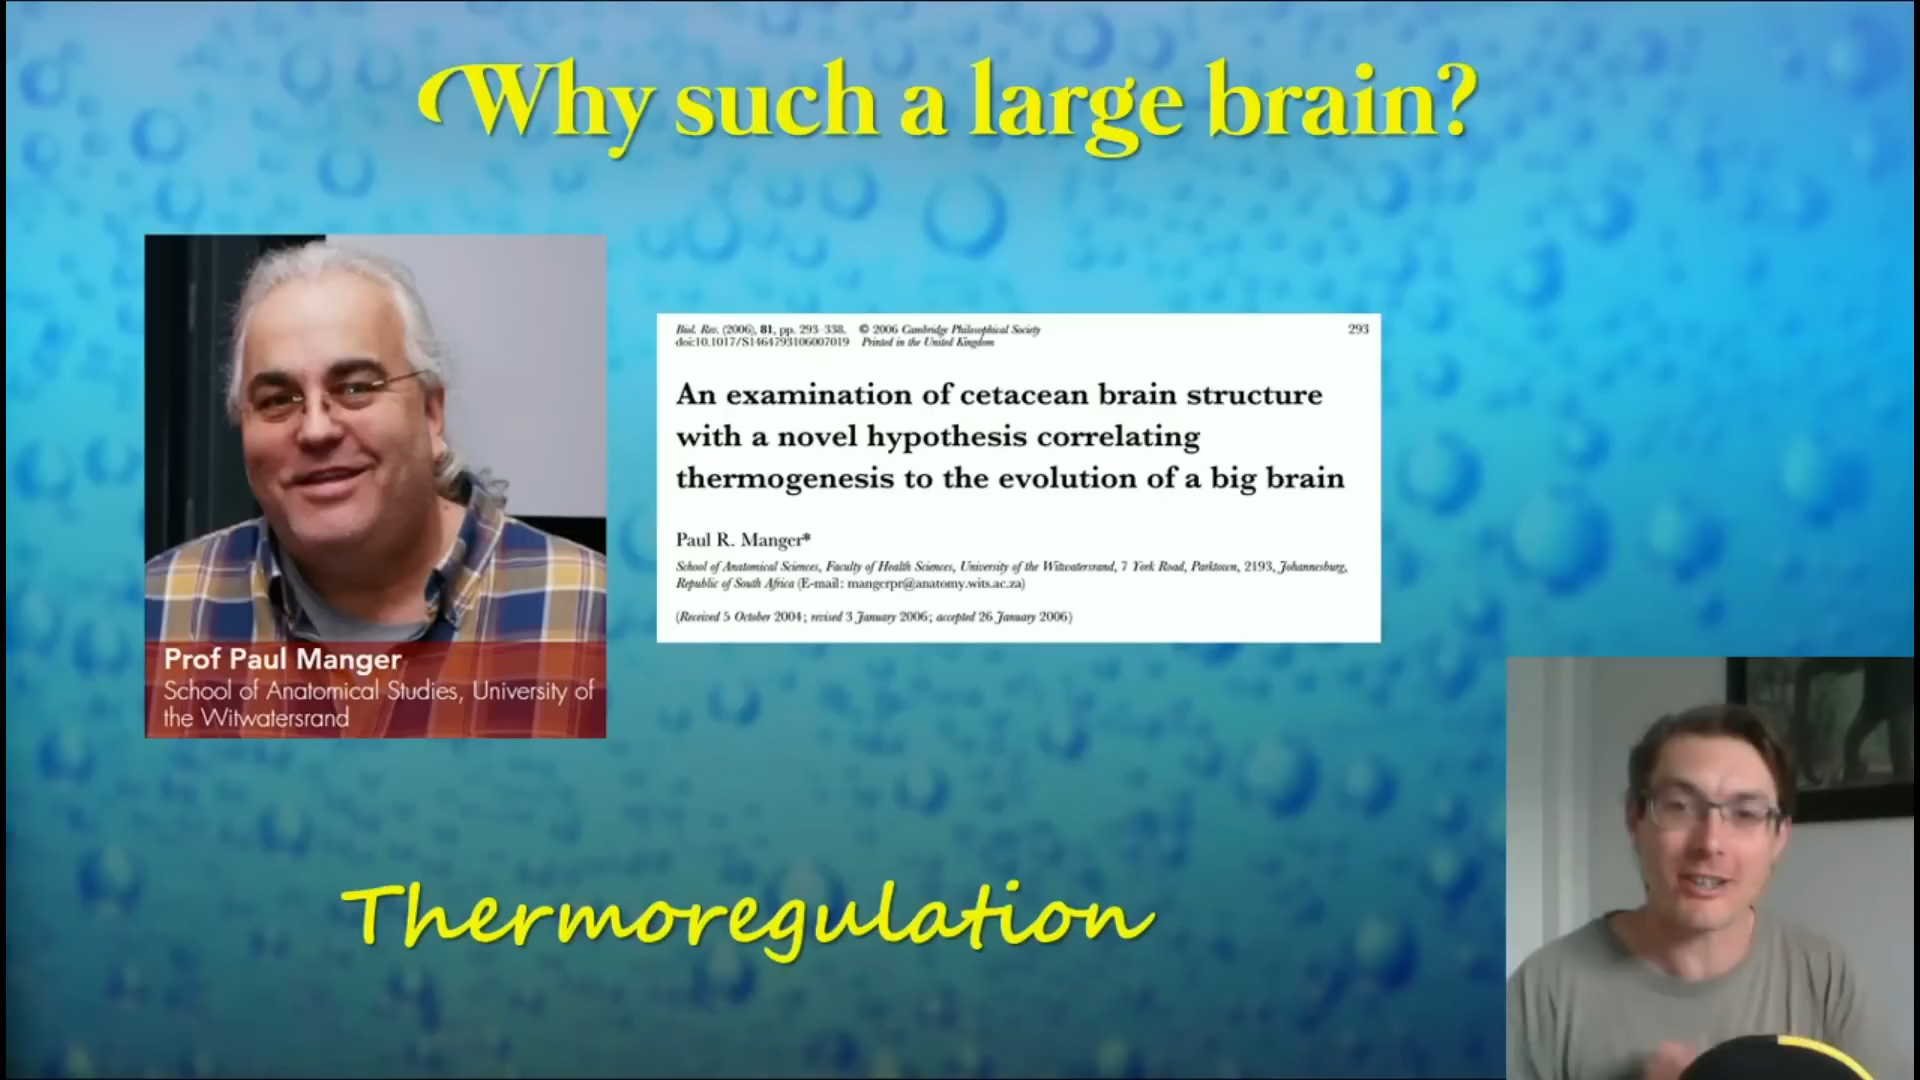 Why such a large brain?
Biol. Rev. (2006), 81, pp. 293–338. © 2006 Cambridge Philosophical Society 293
doi:10.1017/S1464793106007019 Printed in the United Kingdom
An examination of cetacean brain structure
with a novel hypothesis correlating
thermogenesis to the evolution of a big brain
Paul R. Manger*
School of Anatomical Sciences, Faculty of Health Sciences, University of the Witwatersrand, 7 York Road, Parktown, 2193, Johannesburg,
Republic of South Africa (E-mail: mangerpr@anatomy.wits.ac.za)
(Received 5 October 2004; revised 3 January 2006; accepted 26 January 2006)
Prof Paul Manger
School of Anatomical Studies, University of
the Witwatersrand
Thermoregulation